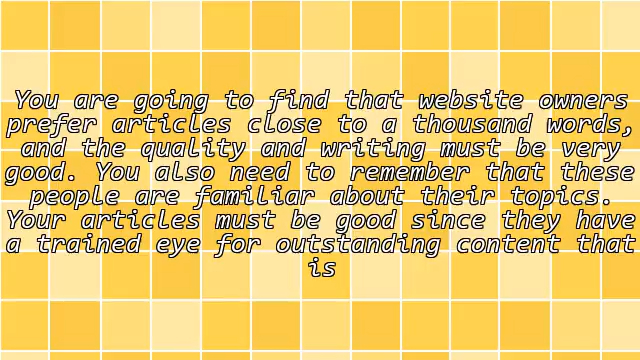 You are going to find that website owners
prefer articles close to a thousand words,
and the quality and writing must be very
good. You also need to remember that these
people are familiar about their topics.
Your articles must be good since they have
a trained eye for outstanding content that
is